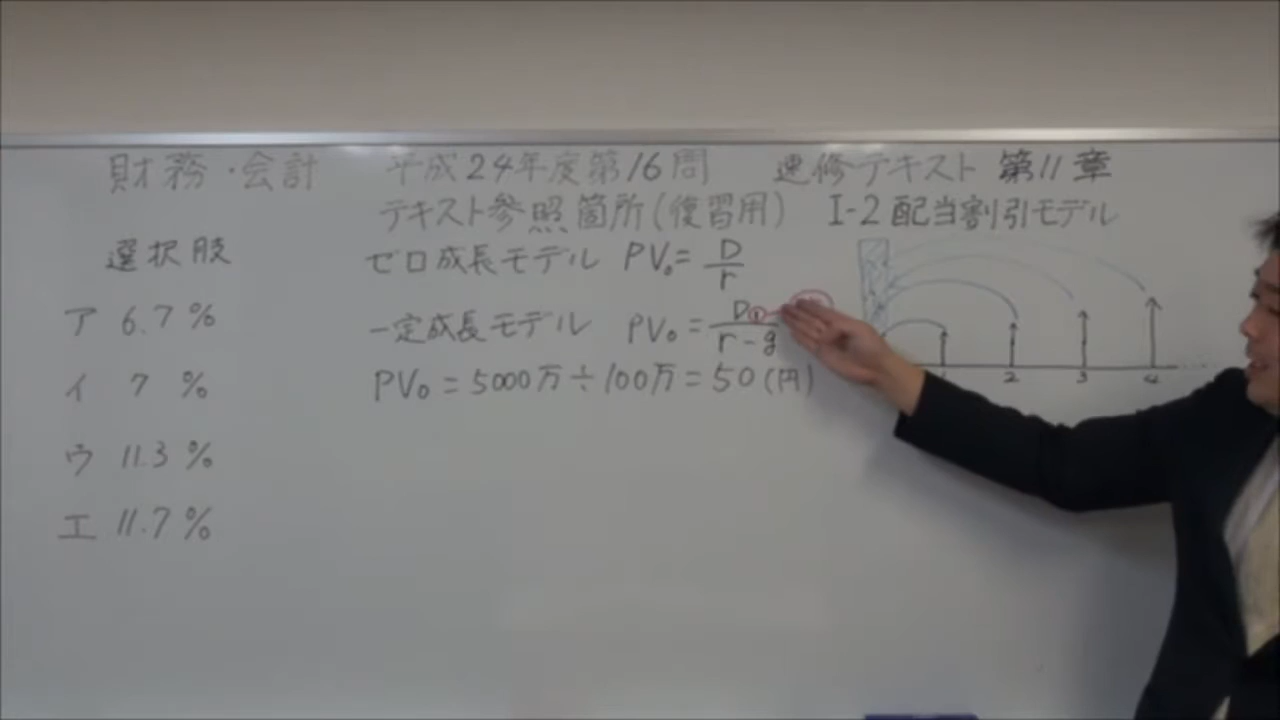 財務・会計 平成24年度第16問 速修テキスト 第11章
テキスト参照箇所(復習用) I-2 配当割引モデル
選択肢
ゼロ成長モデル PV₀ = D/r
ア 6.7%
一定成長モデル PV₀ = D①/(r-g)
イ 7%
PV₀ = 5000万÷100万=50(円)
ウ 11.3%
エ 11.7%
1 2 3 4